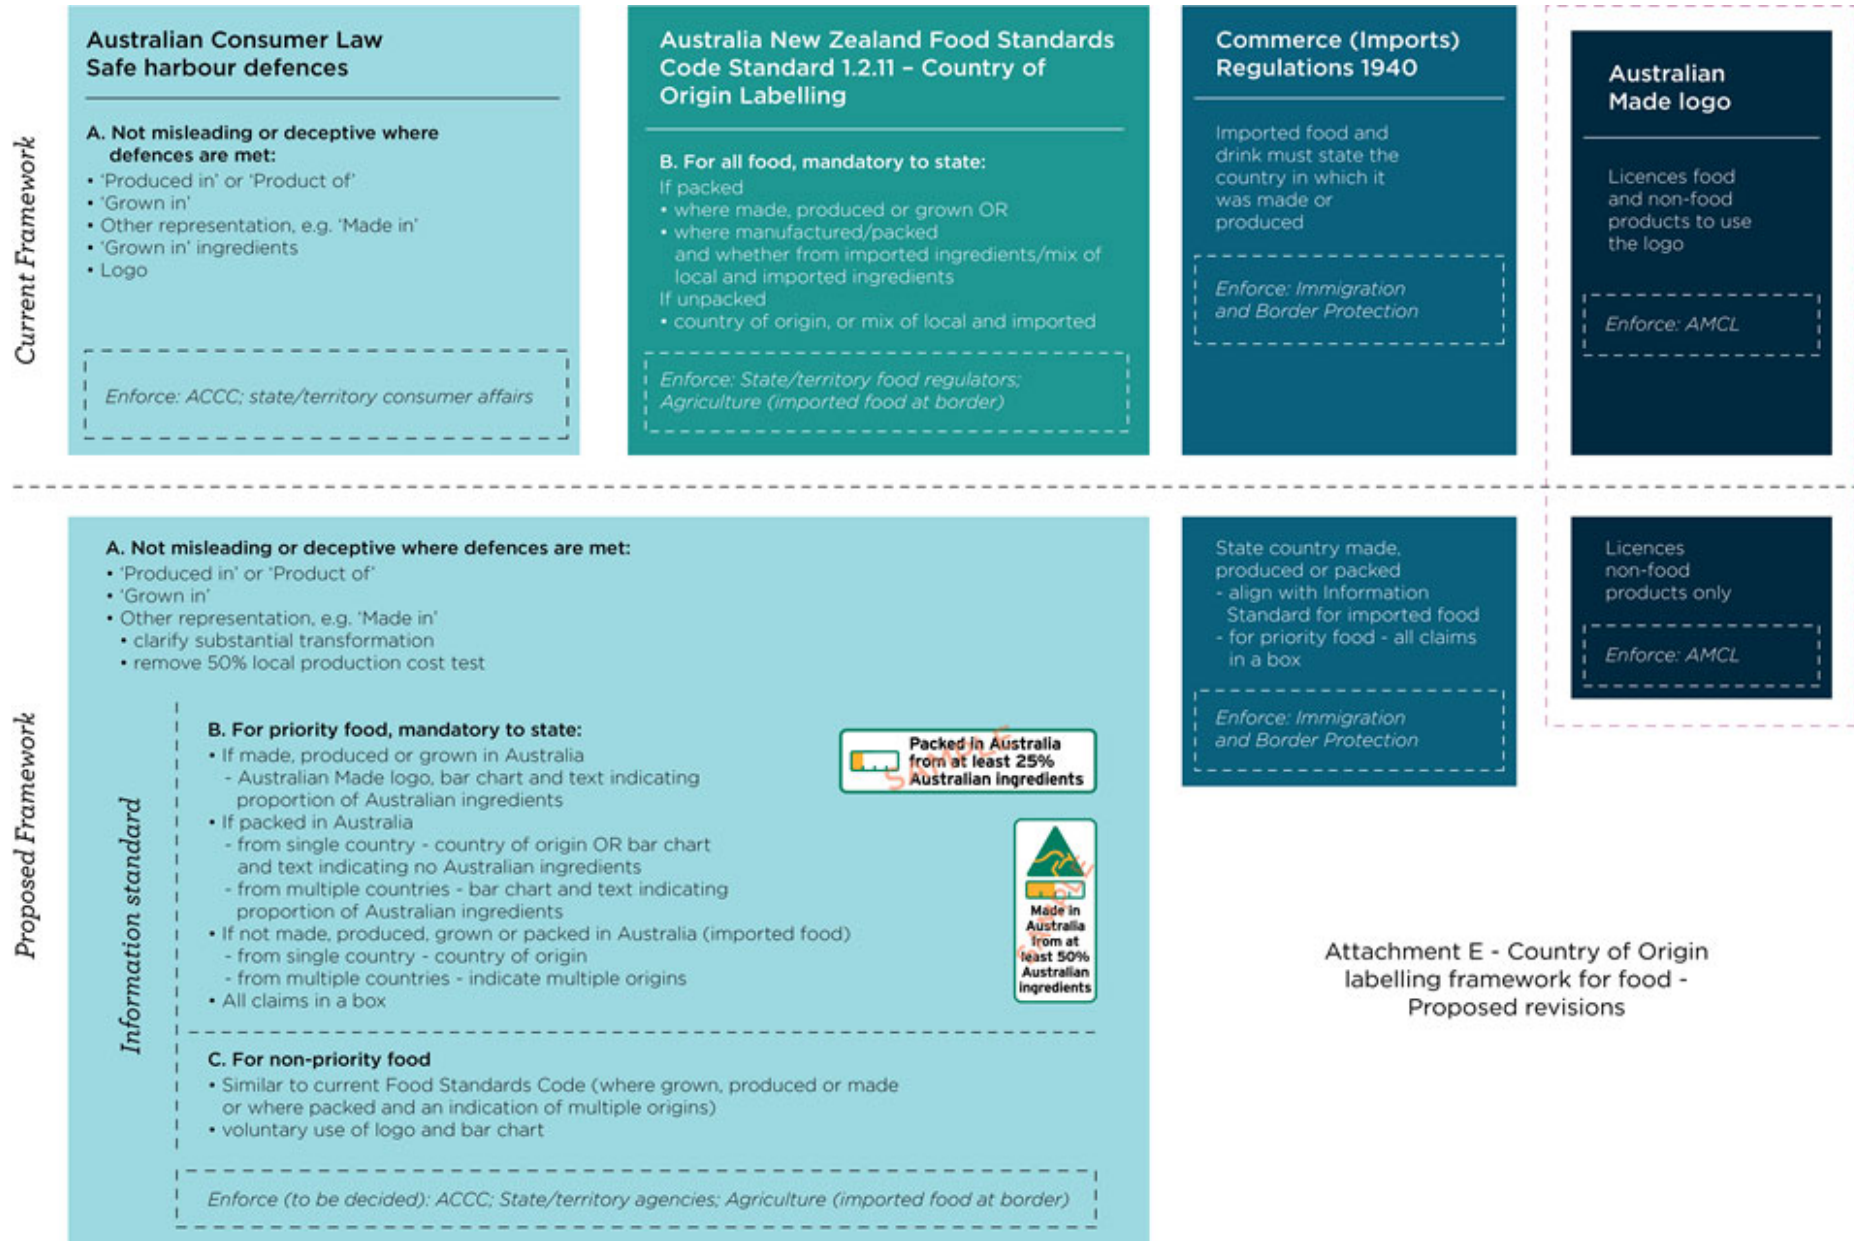 Current Framework
Australian Consumer Law
Safe harbour defences
A. Not misleading or deceptive where
defences are met:
• ‘Produced in’ or ‘Product of’
• ‘Grown in’
• Other representation, e.g. ‘Made in’
• ‘Grown in’ ingredients
• Logo
Enforce: ACCC; state/territory consumer affairs
Australia New Zealand Food Standards
Code Standard 1.2.11 – Country of
Origin Labelling
B. For all food, mandatory to state:
If packed
• where made, produced or grown OR
• where manufactured/packed
and whether from imported ingredients/mix of
local and imported ingredients
If unpacked
• country of origin, or mix of local and imported
Enforce: State/territory food regulators;
Agriculture (imported food at border)
Commerce (Imports)
Regulations 1940
Imported food and
drink must state the
country in which it
was made or
produced
Enforce: Immigration
and Border Protection
Australian
Made logo
Licences food
and non-food
products to use
the logo
Enforce: AMCL
Proposed Framework
A. Not misleading or deceptive where defences are met:
• ‘Produced in’ or ‘Product of’
• ‘Grown in’
• Other representation, e.g. ‘Made in’
• clarify substantial transformation
• remove 50% local production cost test
Information standard
B. For priority food, mandatory to state:
• If made, produced or grown in Australia
- Australian Made logo, bar chart and text indicating
proportion of Australian ingredients
• If packed in Australia
- from single country - country of origin OR bar chart
and text indicating no Australian ingredients
- from multiple countries - bar chart and text indicating
proportion of Australian ingredients
• If not made, produced, grown or packed in Australia (imported food)
- from single country - country of origin
- from multiple countries - indicate multiple origins
• All claims in a box
Packed in Australia
from at least 25%
Australian ingredients
SAMPLE
Made in
Australia
from at
least 50%
Australian
ingredients
SAMPLE
C. For non-priority food
• Similar to current Food Standards Code (where grown, produced or made
or where packed and an indication of multiple origins)
• voluntary use of logo and bar chart
Enforce (to be decided): ACCC; State/territory agencies; Agriculture (imported food at border)
State country made,
produced or packed
- align with Information
Standard for imported food
- for priority food - all claims
in a box
Enforce: Immigration
and Border Protection
Licences
non-food
products only
Enforce: AMCL
Attachment E - Country of Origin
labelling framework for food -
Proposed revisions